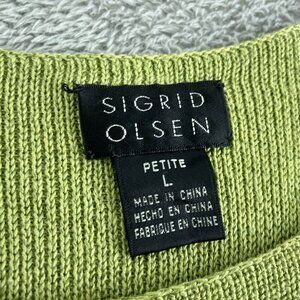 SIGRID
OLSEN
PETITE
L
MADE IN CHINA
HECHO EN CHINA
FABRIQUE EN CHINE